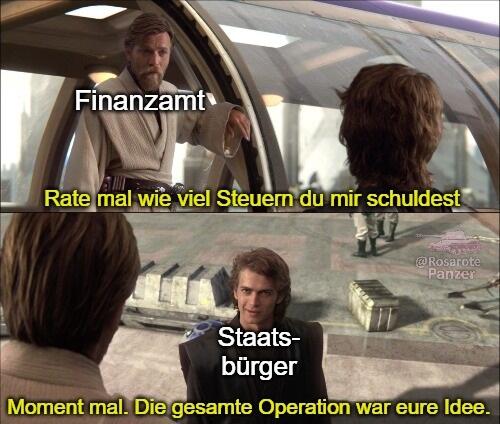 Finanzamt
Rate mal wie viel Steuern du mir schuldest
@Rosarote
Panzer
Staats-
bürger
Moment mal. Die gesamte Operation war eure Idee.